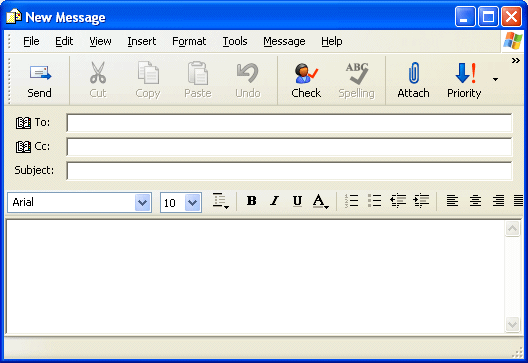 New Message
File Edit View Insert Format Tools Message Help
Send Cut Copy Paste Undo Check Spelling Attach Priority
To:
Cc:
Subject:
Arial 10 B I U A